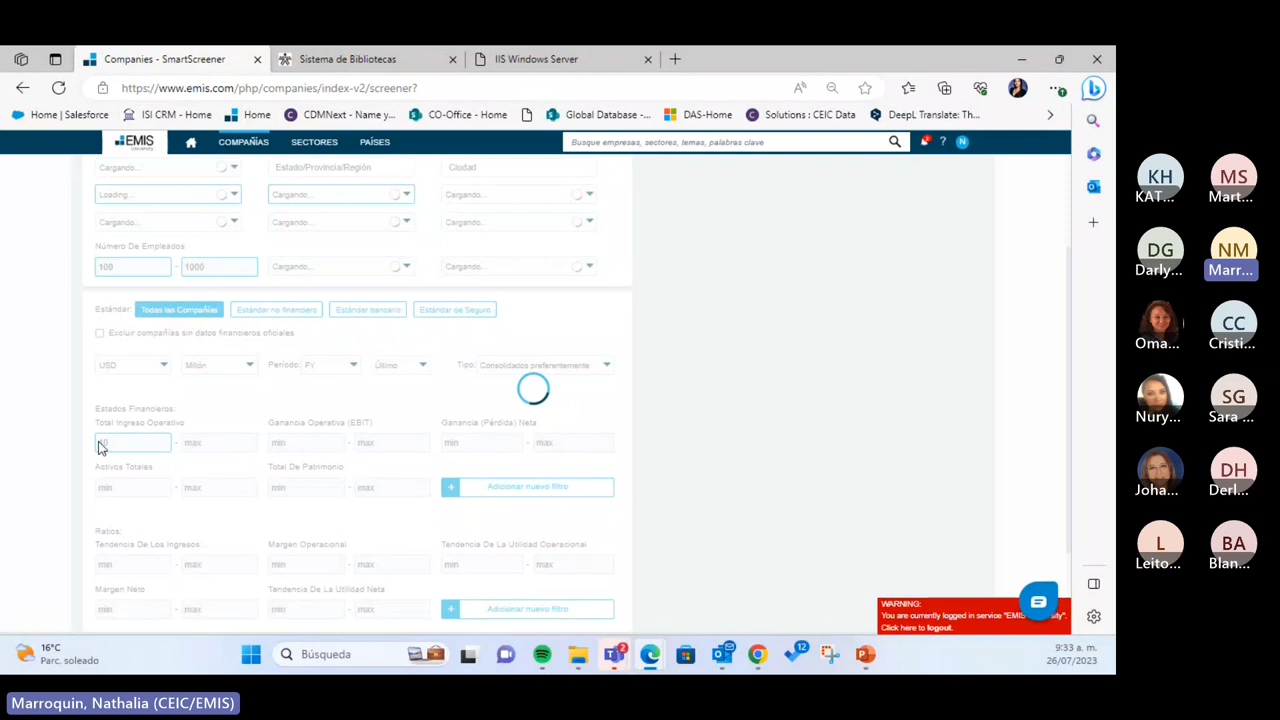 Companies - SmartScreener
Sistema de Bibliotecas
IIS Windows Server
https://www.emis.com/php/companies/index-v2/screener?
Home | Salesforce
ISI CRM - Home
Home
CDMNext - Name y...
CO-Office - Home
Global Database -...
DAS-Home
Solutions : CEIC Data
DeepL Translate: Th...
EMIS
University
COMPAÑÍAS
SECTORES
PAÍSES
Busque empresas, sectores, temas, palabras clave
N
Cargando...
Estado/Provincia/Región
Ciudad
Loading...
Cargando...
Cargando...
Cargando...
Cargando...
Cargando...
Número De Empleados
100 - 1000
Cargando...
Cargando...
Estándar:
Todas las Compañías
Estándar no financiero
Estándar bancario
Estándar de Seguro
Excluir compañías sin datos financieros oficiales
USD
Millón
Período: FY
Último
Tipo: Consolidados preferentemente
Estados Financieros:
Total Ingreso Operativo
Ganancia Operativa (EBIT)
Ganancia (Pérdida) Neta
- max
min - max
min - max
Activos Totales
Total De Patrimonio
min - max
min - max
+ Adicionar nuevo filtro
Ratios:
Tendencia De Los Ingresos...
Margen Operacional
Tendencia De La Utilidad Operacional
min - max
min - max
min - max
Margen Neto
Tendencia De La Utilidad Neta
min - max
min - max
+ Adicionar nuevo filtro
WARNING:
You are currently logged in service "EMIS
Click here to logout.
16°C
Parc. soleado
Búsqueda
2
12
9:33 a. m.
26/07/2023
KH
KAT...
MS
Mart...
DG
Darly...
NM
Marr...
Oma...
CC
Cristi...
Nury...
SG
Sara ...
Joha...
DH
Derl...
L
Leito...
BA
Blan...
Marroquin, Nathalia (CEIC/EMIS)